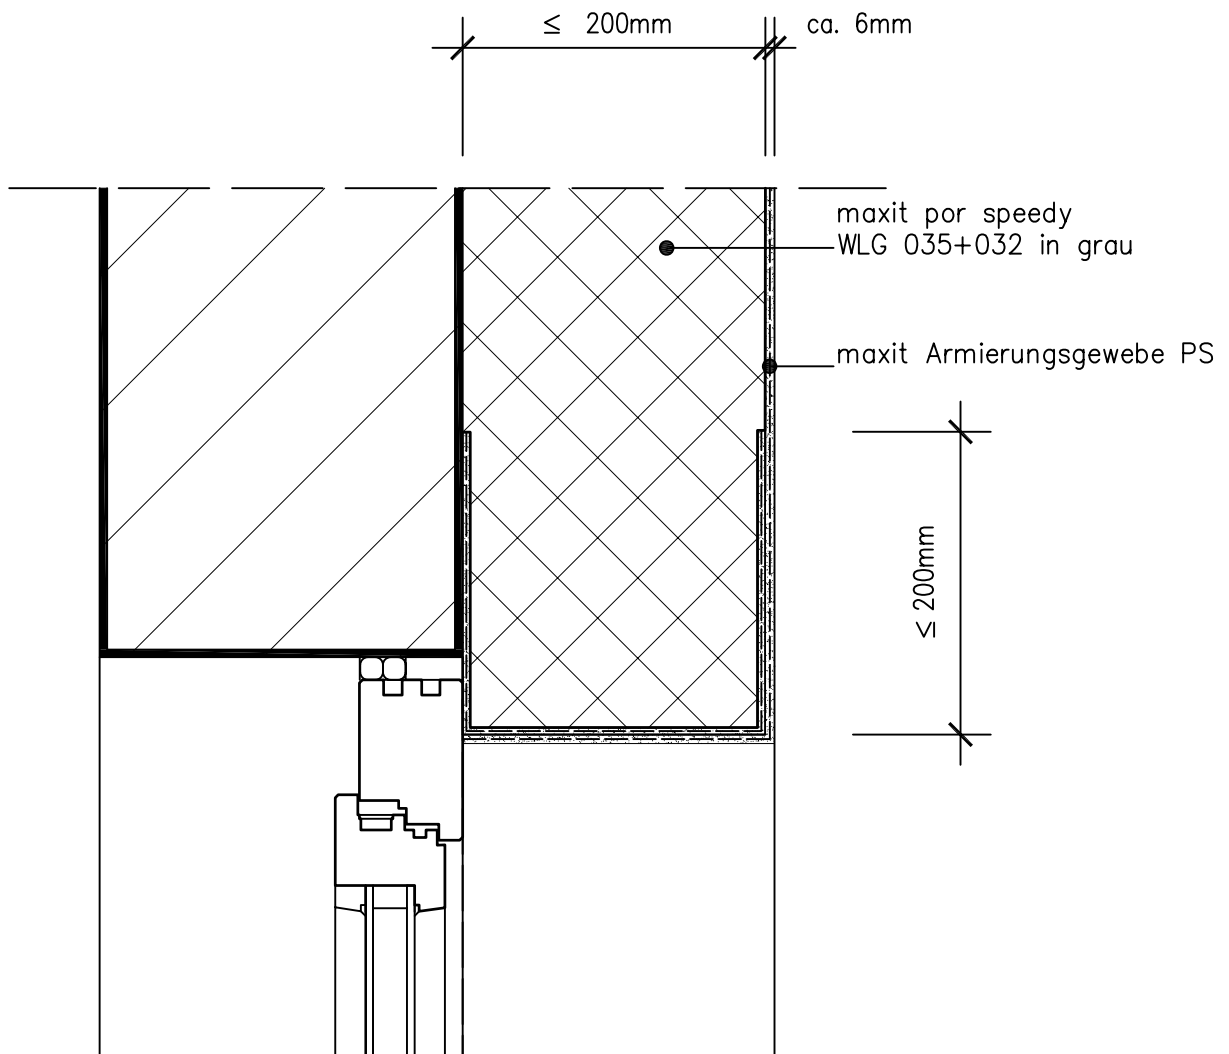 ≤ 200mm
ca. 6mm
maxit por speedy
WLG 035+032 in grau
maxit Armierungsgewebe PS
≤ 200mm